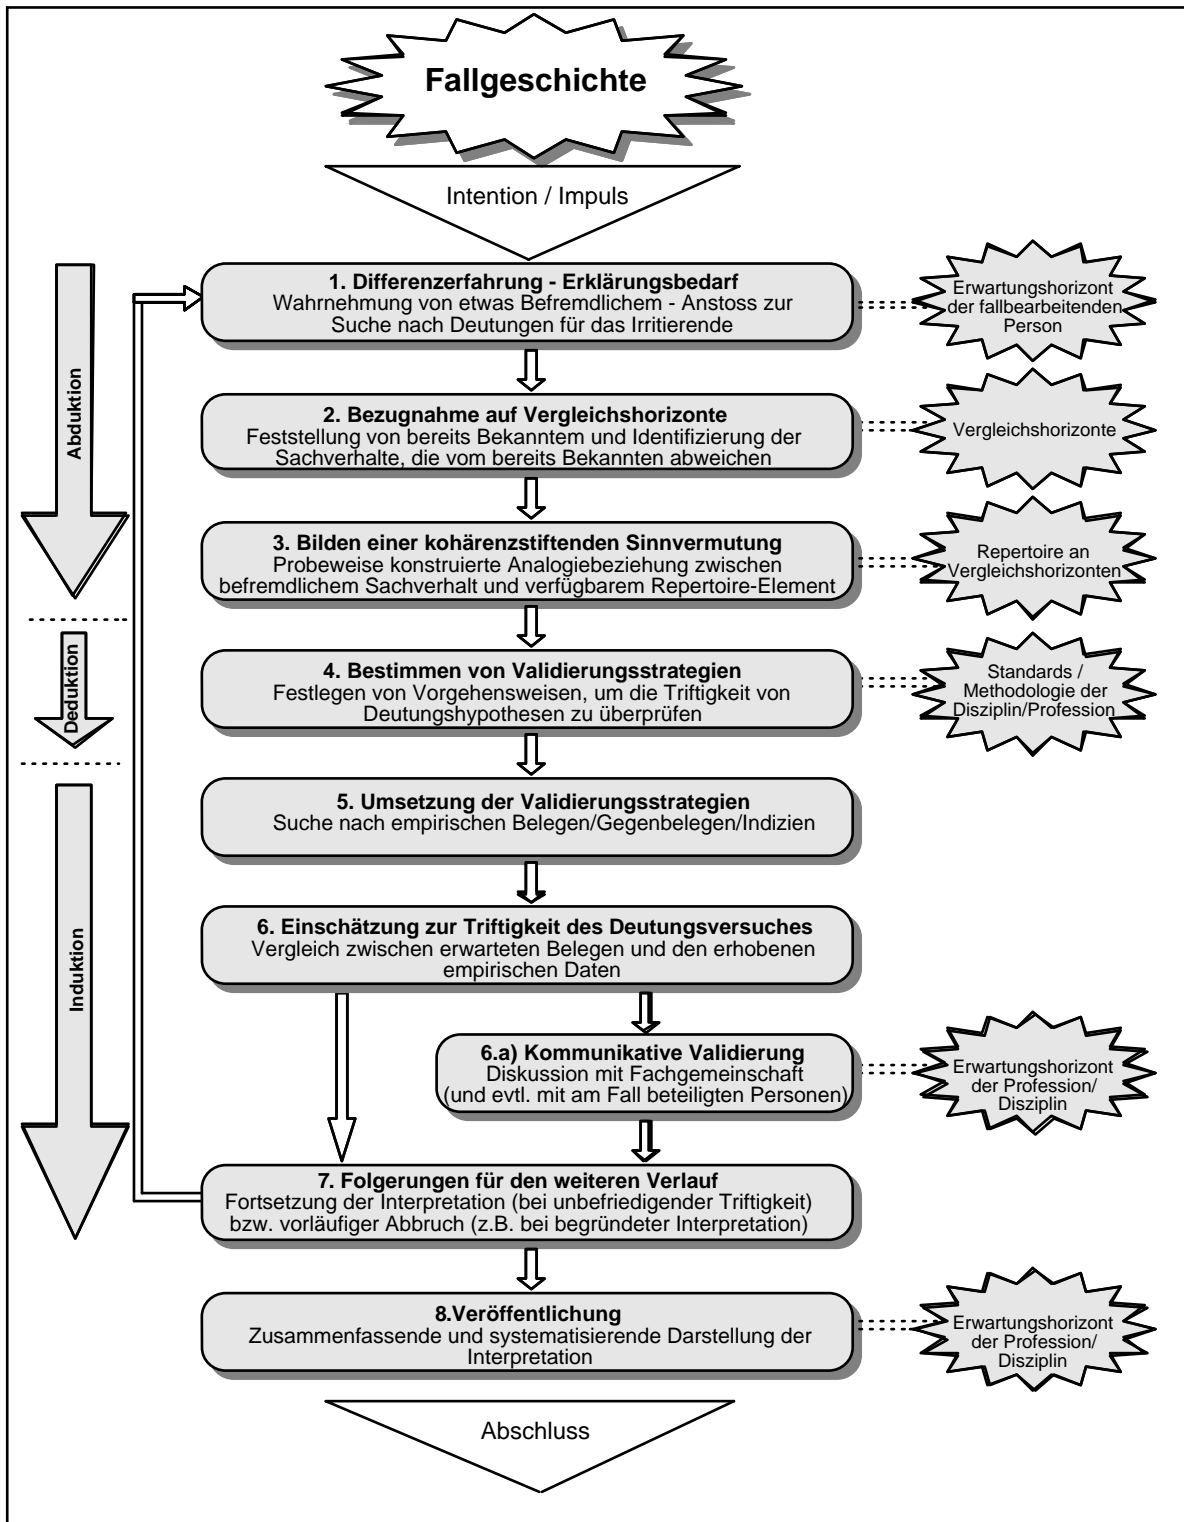 Fallgeschichte
Intention / Impuls
1. Differenzerfahrung - Erklärungsbedarf
Wahrnehmung von etwas Befremdlichem - Anstoss zur
Suche nach Deutungen für das Irritierende
Erwartungshorizont
der fallbearbeitenden
Person
Abduktion
2. Bezugnahme auf Vergleichshorizonte
Feststellung von bereits Bekanntem und Identifizierung der
Sachverhalte, die vom bereits Bekannten abweichen
Vergleichshorizonte
3. Bilden einer kohärenzstiftenden Sinnvermutung
Probeweise konstruierte Analogiebeziehung zwischen
befremdlichem Sachverhalt und verfügbarem Repertoire-Element
Repertoire an
Vergleichshorizonten
Deduktion
4. Bestimmen von Validierungsstrategien
Festlegen von Vorgehensweisen, um die Triftigkeit von
Deutungshypothesen zu überprüfen
Standards /
Methodologie der
Disziplin/Profession
5. Umsetzung der Validierungsstrategien
Suche nach empirischen Belegen/Gegenbelegen/Indizien
Induktion
6. Einschätzung zur Triftigkeit des Deutungsversuches
Vergleich zwischen erwarteten Belegen und den erhobenen
empirischen Daten
6.a) Kommunikative Validierung
Diskussion mit Fachgemeinschaft
(und evtl. mit am Fall beteiligten Personen)
Erwartungshorizont
der Profession/
Disziplin
7. Folgerungen für den weiteren Verlauf
Fortsetzung der Interpretation (bei unbefriedigender Triftigkeit)
bzw. vorläufiger Abbruch (z.B. bei begründeter Interpretation)
8.Veröffentlichung
Zusammenfassende und systematisierende Darstellung der
Interpretation
Erwartungshorizont
der Profession/
Disziplin
Abschluss